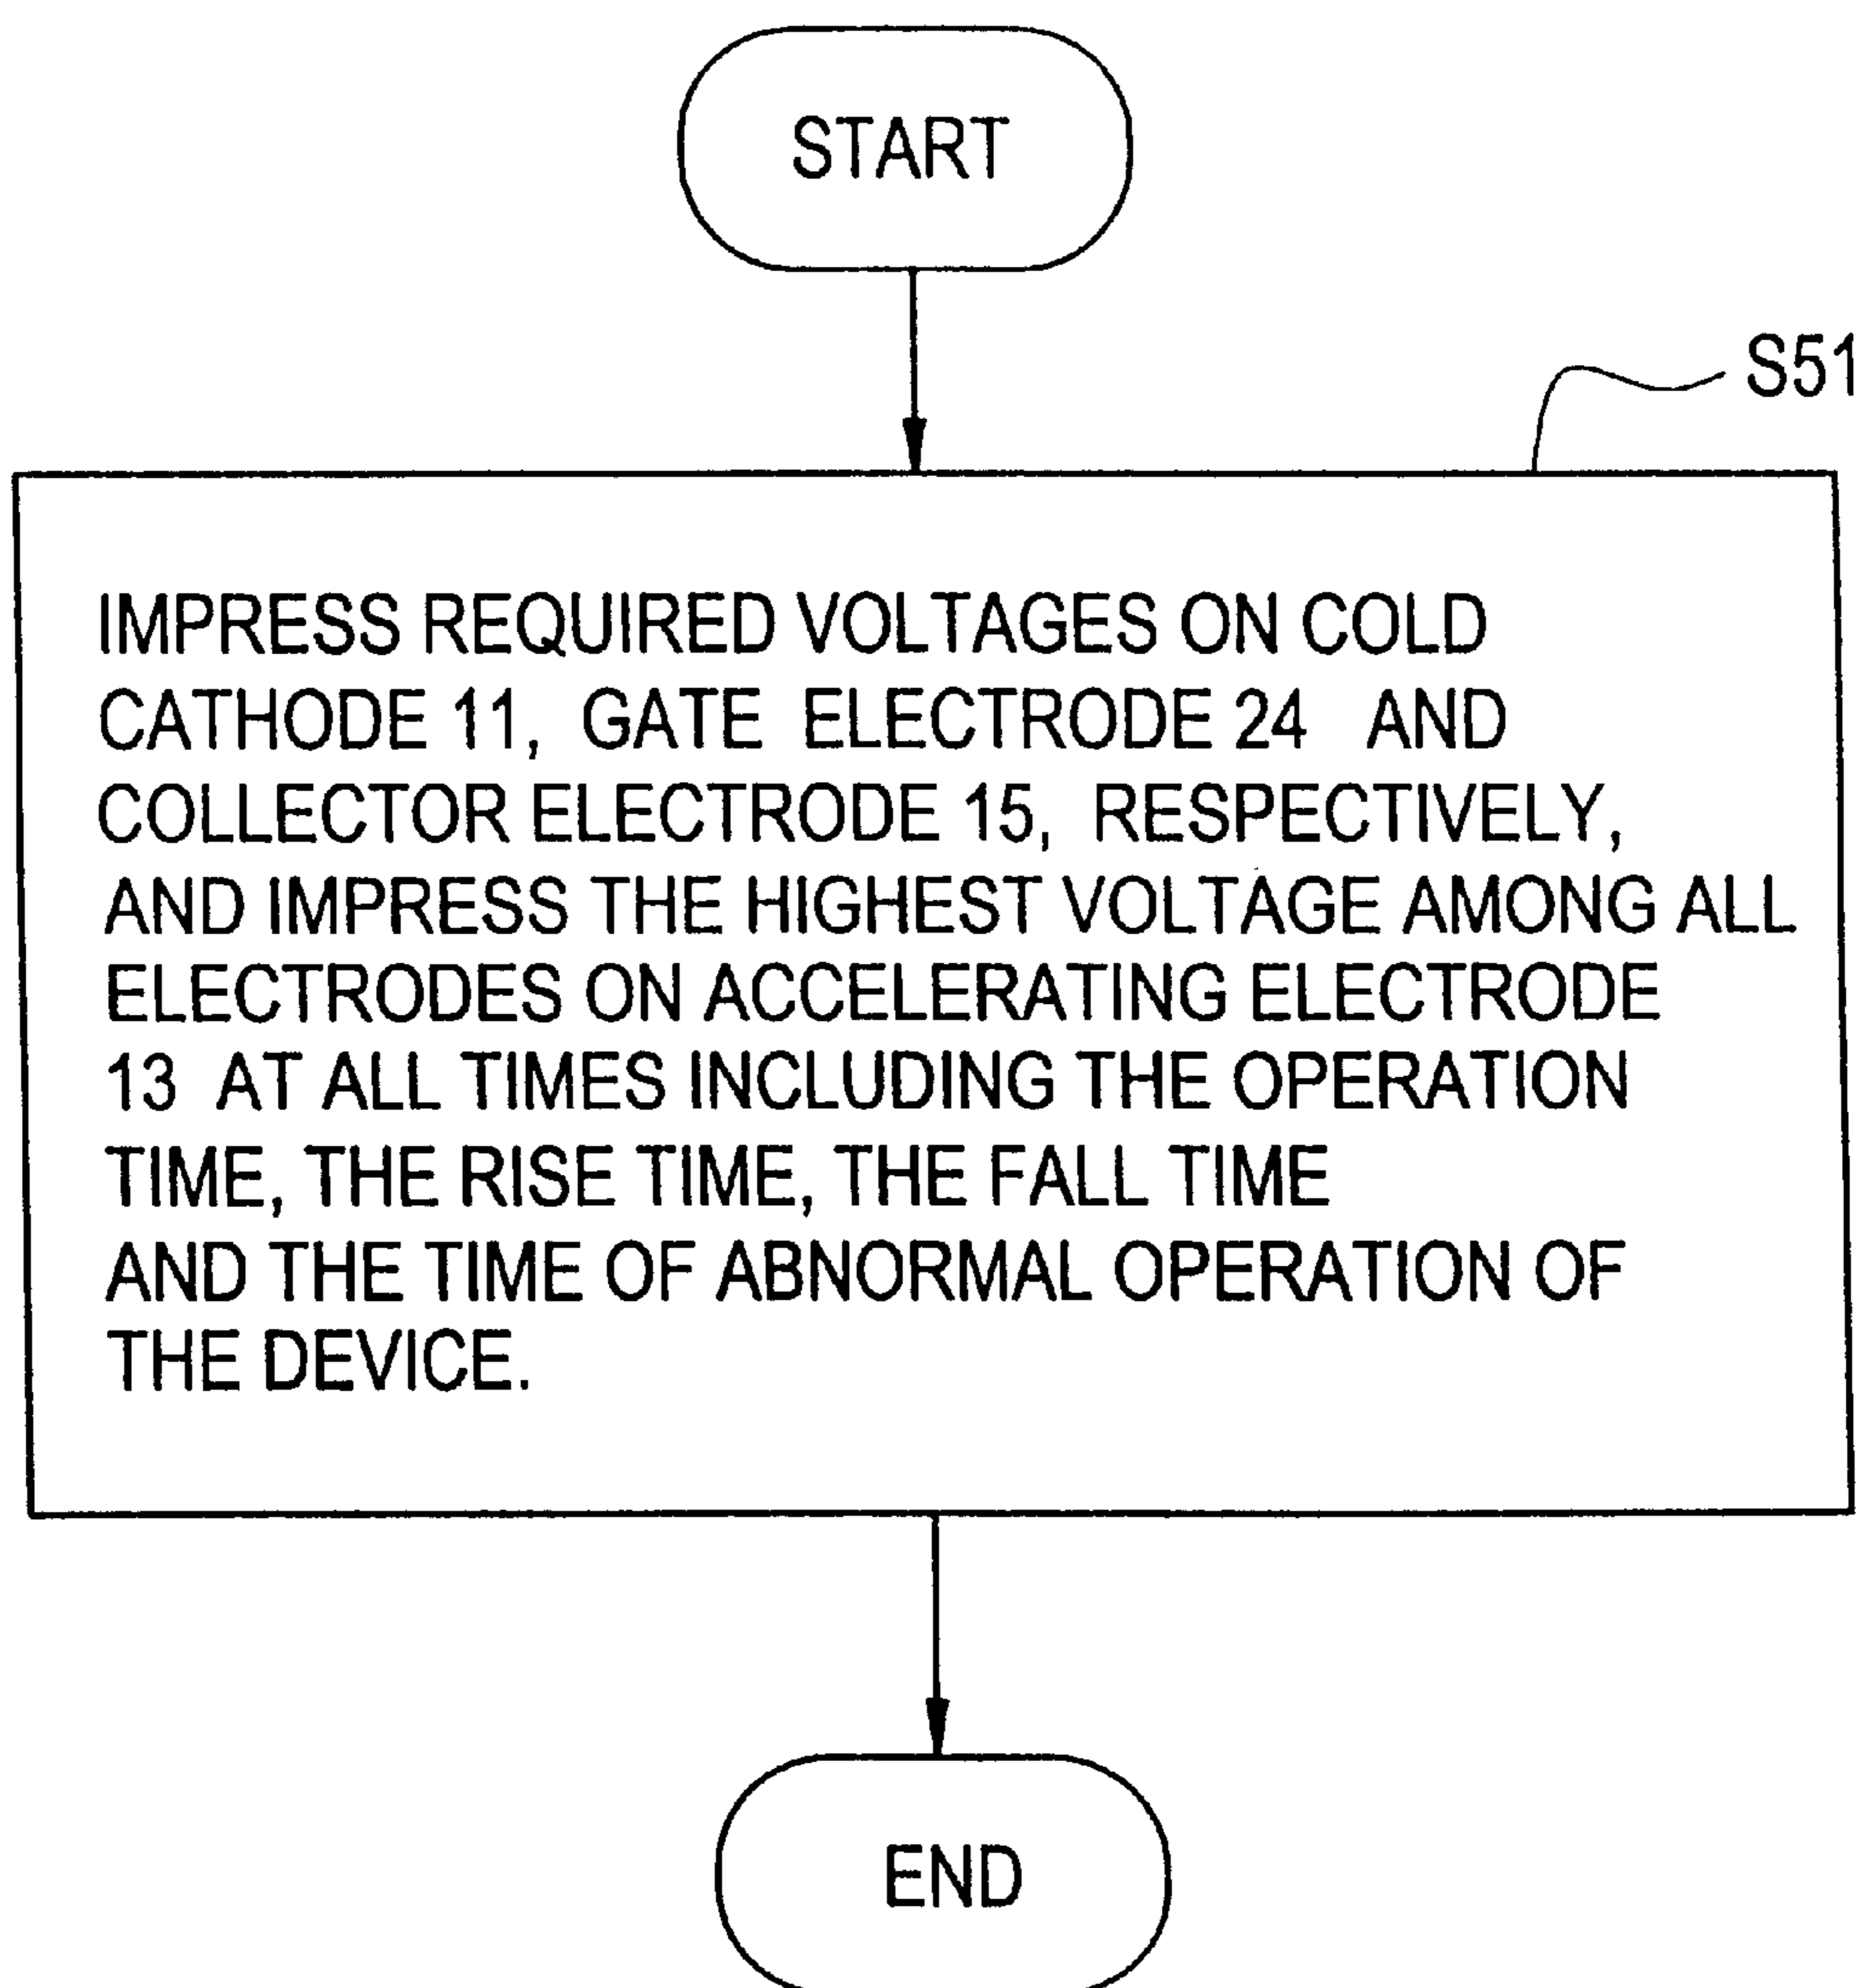 START
S51
IMPRESS REQUIRED VOLTAGES ON COLD
CATHODE 11, GATE ELECTRODE 24 AND
COLLECTOR ELECTRODE 15, RESPECTIVELY,
AND IMPRESS THE HIGHEST VOLTAGE AMONG ALL
ELECTRODES ON ACCELERATING ELECTRODE
13 AT ALL TIMES INCLUDING THE OPERATION
TIME, THE RISE TIME, THE FALL TIME
AND THE TIME OF ABNORMAL OPERATION OF
THE DEVICE.
END